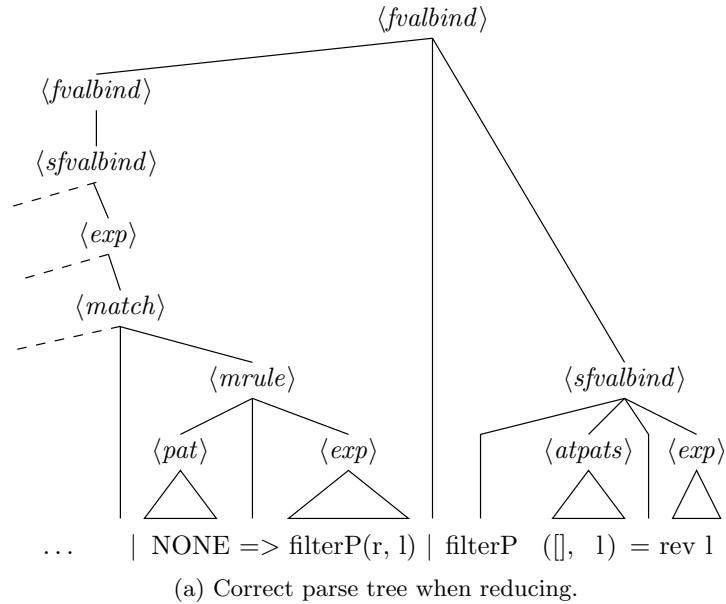 ⟨fvalbind⟩
⟨fvalbind⟩
⟨sfvalbind⟩
⟨exp⟩
⟨match⟩
⟨mrule⟩ ⟨sfvalbind⟩
⟨pat⟩ ⟨exp⟩ ⟨atpats⟩ ⟨exp⟩
... | NONE => filterP(r, l) | filterP ([], l) = rev l
(a) Correct parse tree when reducing.